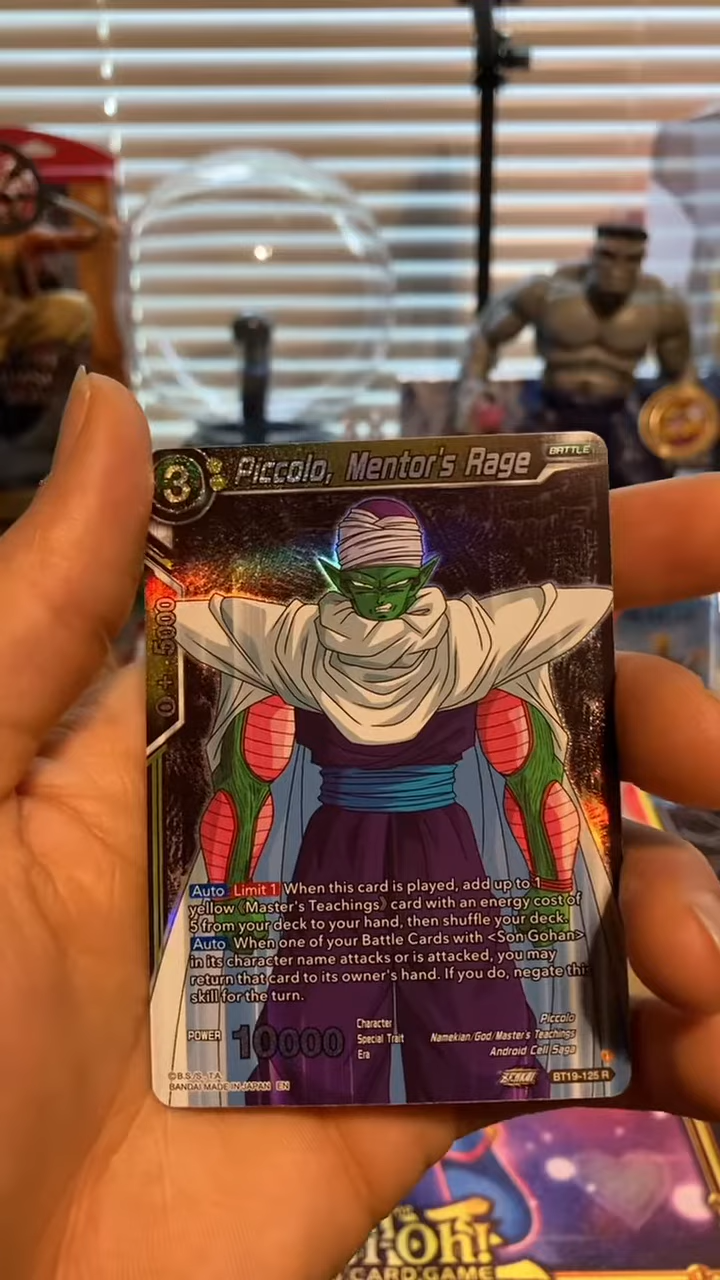 3
Piccolo, Mentor's Rage
BATTLE
0 + 5000
Auto Limit 1 When this card is played, add up to 1
yellow 《Master's Teachings》 card with an energy cost of
5 from your deck to your hand, then shuffle your deck.
Auto When one of your Battle Cards with <Son Gohan>
in its character name attacks or is attacked, you may
return that card to its owner's hand. If you do, negate this
skill for the turn.
POWER 10000
Character Piccolo
Special Trait Namekian/God/Master's Teachings
Era Android Cell Saga
©B.S./S.,T.A.
BANDAI MADE IN JAPAN EN
BT19-125 R
CARD GAME